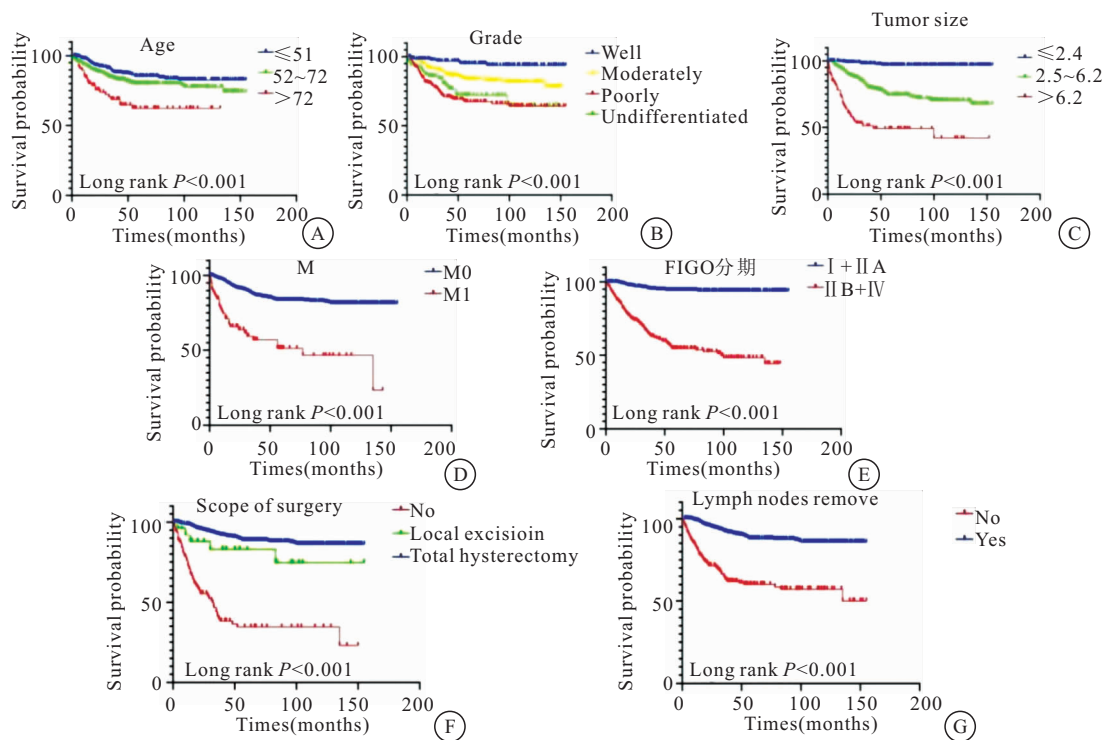 Age
≤51
52~72
>72
100
50
0
Survival probability
Long rank P<0.001
0 50 100 150 200
Times(months)
A
Grade
Well
Moderately
Poorly
Undifferentiated
100
50
0
Survival probability
Long rank P<0.001
0 50 100 150 200
Times(months)
B
Tumor size
≤2.4
2.5~6.2
>6.2
100
50
0
Survival probability
Long rank P<0.001
0 50 100 150 200
Times(months)
C
M
M0
M1
100
50
0
Survival probability
Long rank P<0.001
0 50 100 150 200
Times(months)
D
FIGO分期
Ⅰ+ⅡA
ⅡB+Ⅳ
100
50
0
Survival probability
Long rank P<0.001
0 50 100 150 200
Times(months)
E
Scope of surgery
No
Local excisioin
Total hysterectomy
100
50
0
Survival probability
Long rank P<0.001
0 50 100 150 200
Times(months)
F
Lymph nodes remove
No
Yes
100
50
0
Survival probability
Long rank P<0.001
0 50 100 150 200
Times(months)
G